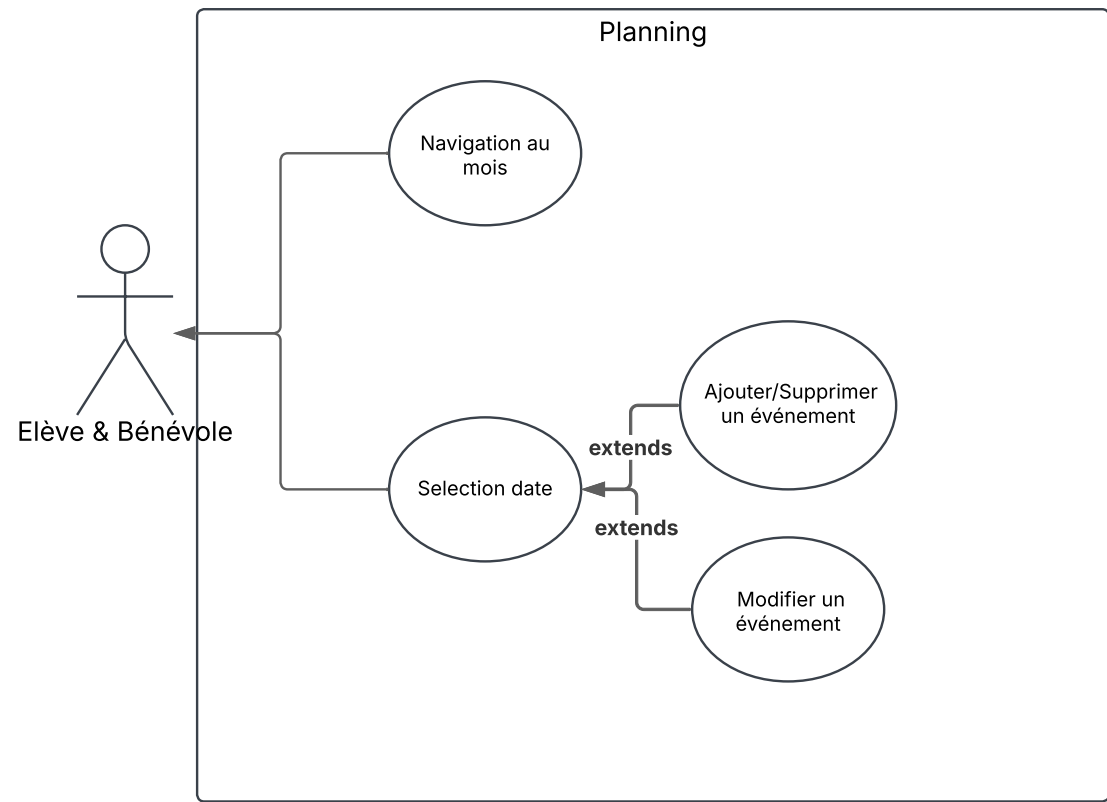 Planning
Navigation au
mois
Elève & Bénévole
Selection date
extends
extends
Ajouter/Supprimer
un événement
Modifier un
événement